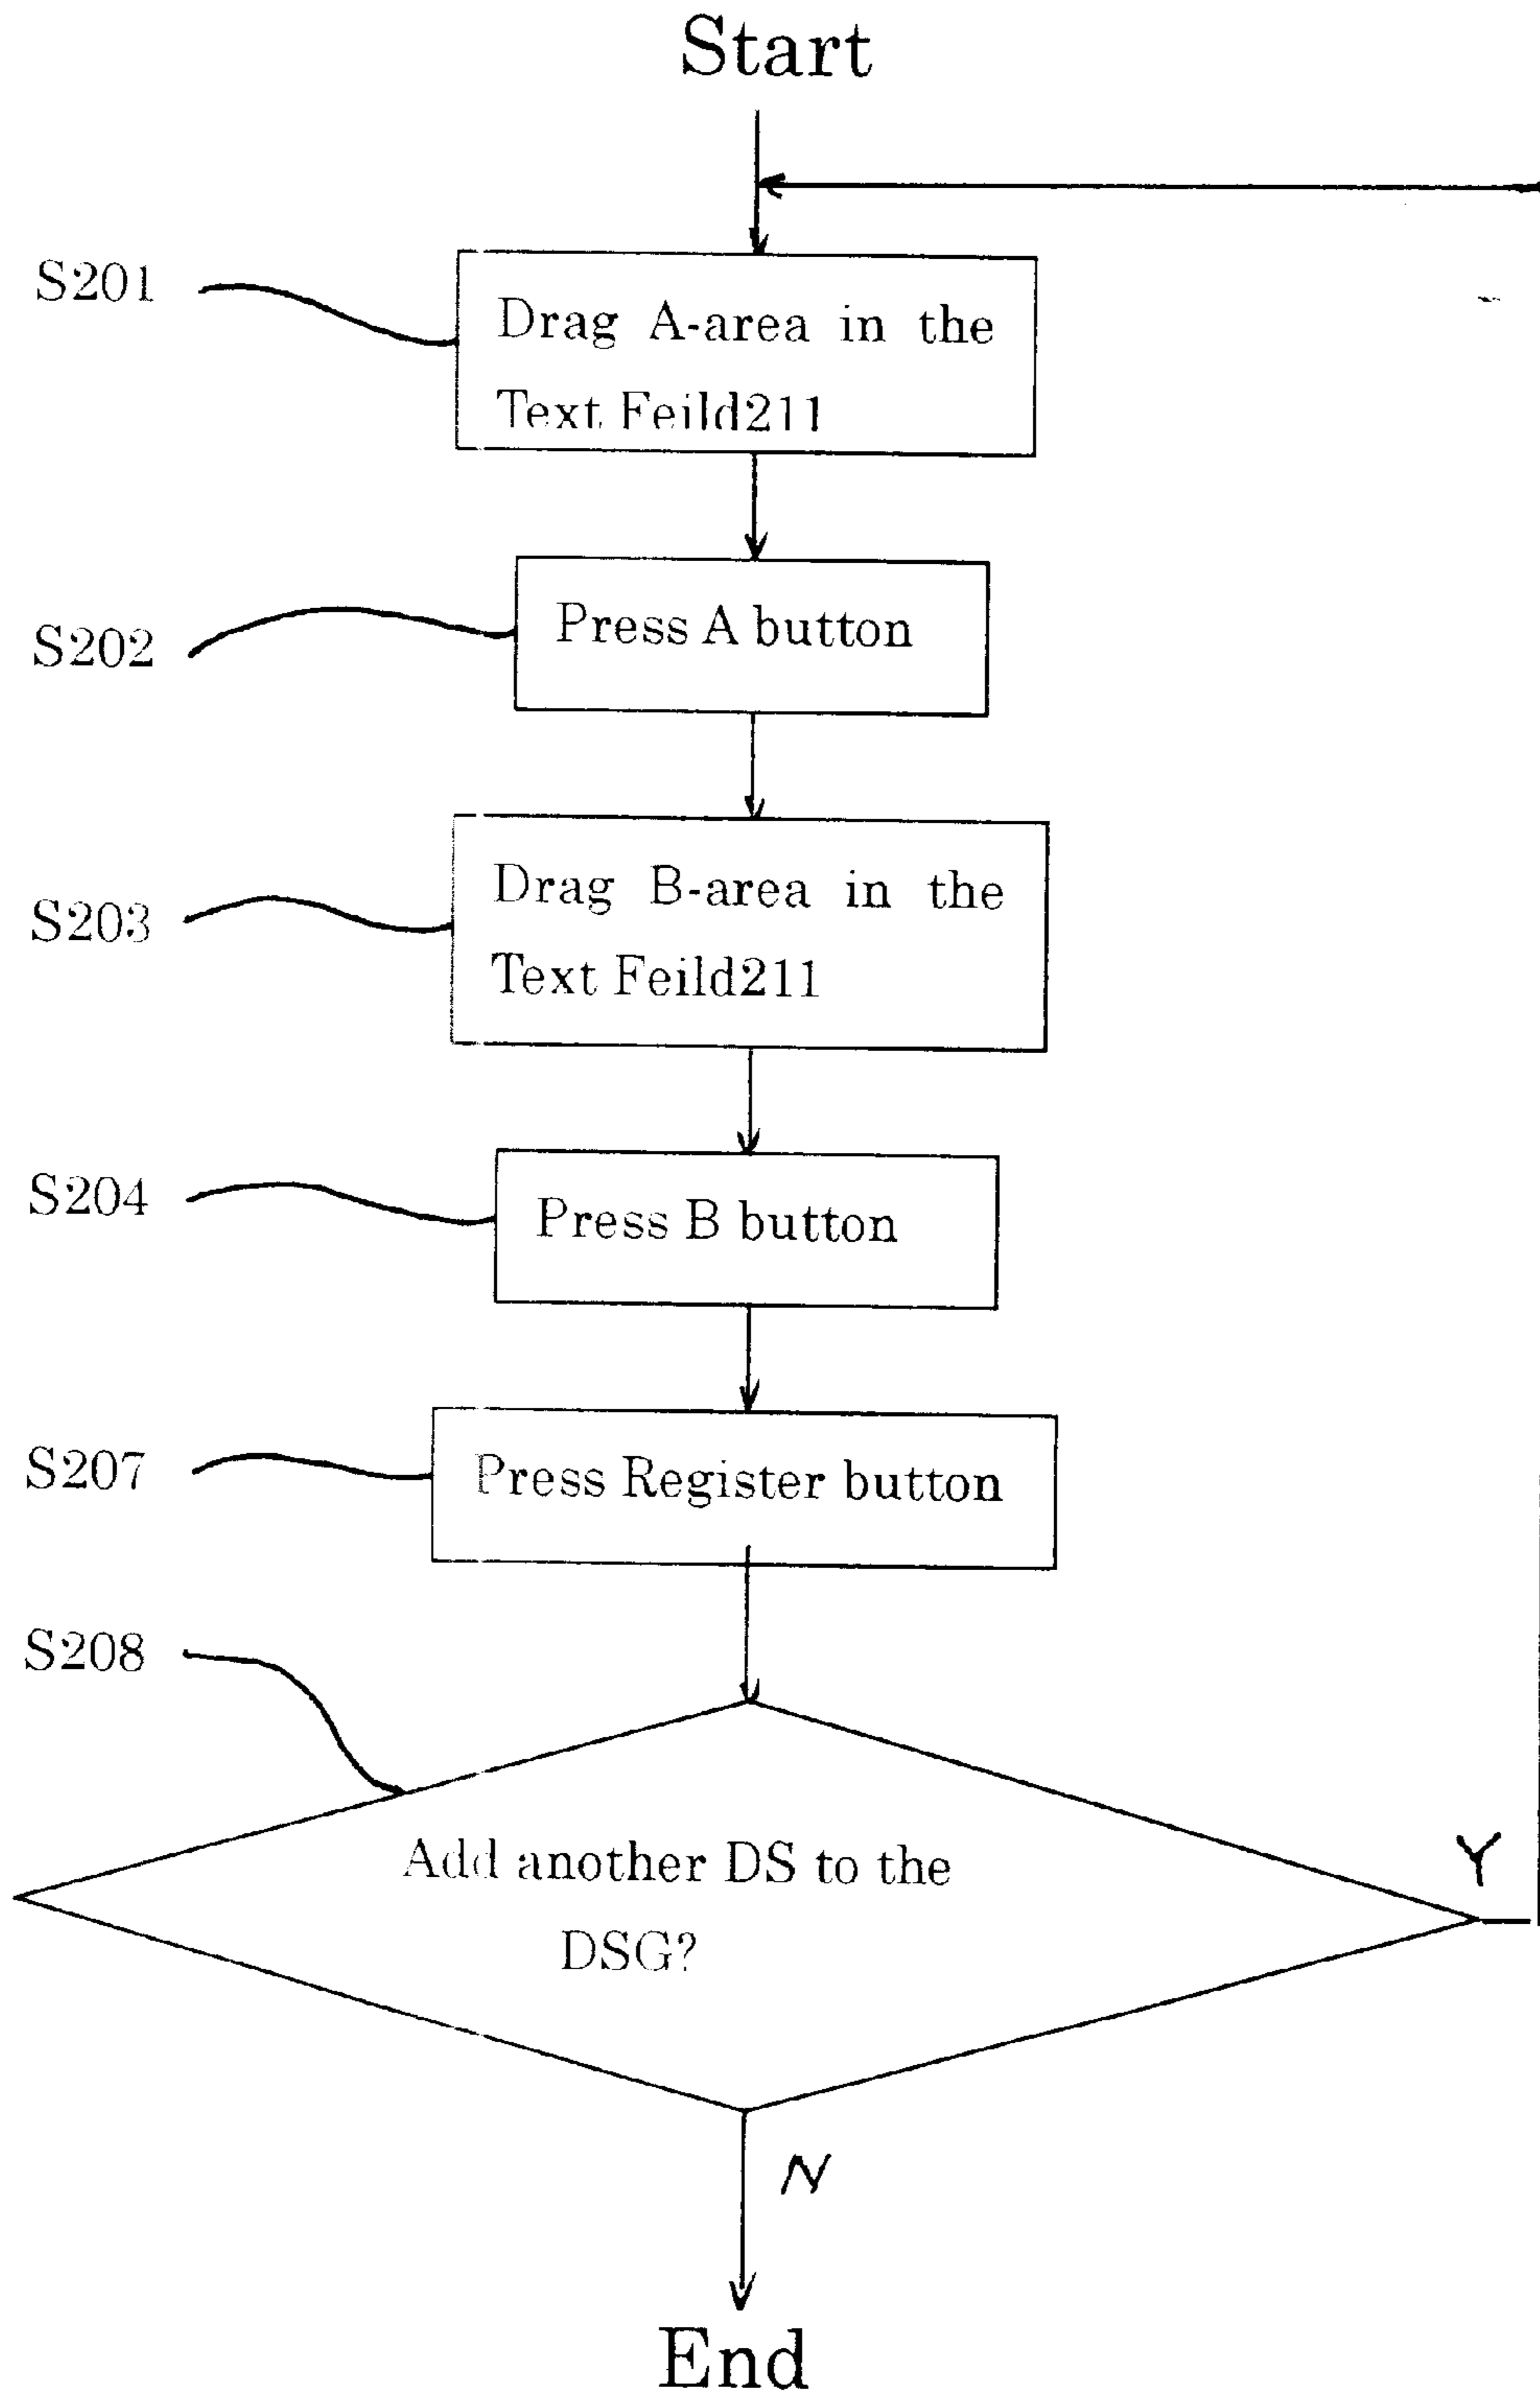 Start
S201
Drag A-area in the
Text Feild211
S202
Press A button
S203
Drag B-area in the
Text Feild211
S204
Press B button
S207
Press Register button
S208
Add another DS to the
DSG?
Y
N
End